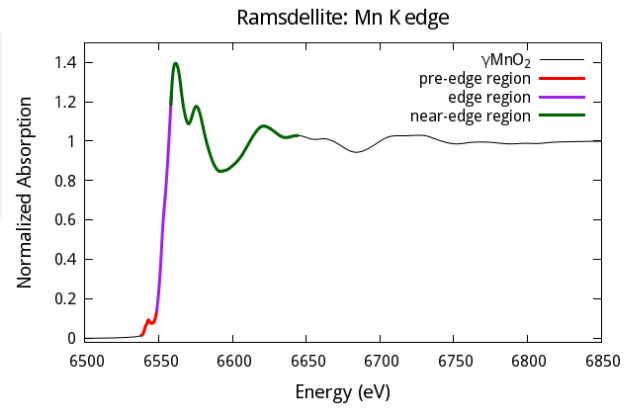 Ramsdellite: Mn K edge
γMnO₂
pre-edge region
edge region
near-edge region
Normalized Absorption
1.4
1.2
1
0.8
0.6
0.4
0.2
0
6500 6550 6600 6650 6700 6750 6800 6850
Energy (eV)